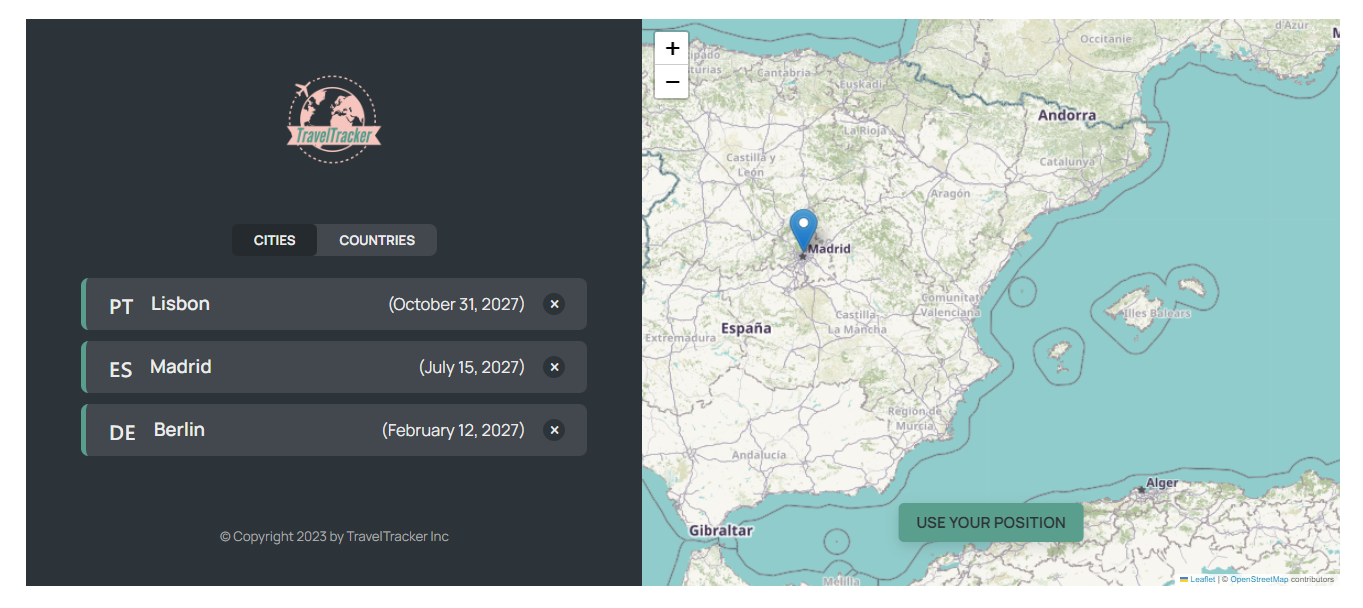 TravelTracker
CITIES COUNTRIES
PT Lisbon (October 31, 2027) ×
ES Madrid (July 15, 2027) ×
DE Berlin (February 12, 2027) ×
© Copyright 2023 by TravelTracker Inc
+
−
d'Azur
Occitanie
Cantabria
Euskadi
Andorra
La Rioja
Castilla y
León
Catalunya
Aragón
Madrid
Comunitat
Valenciana
Castilla-
La Mancha
Illes Balears
España
Extremadura
Región de
Murcia
Andalucía
Alger
USE YOUR POSITION
Gibraltar
Melilla
Leaflet | © OpenStreetMap contributors